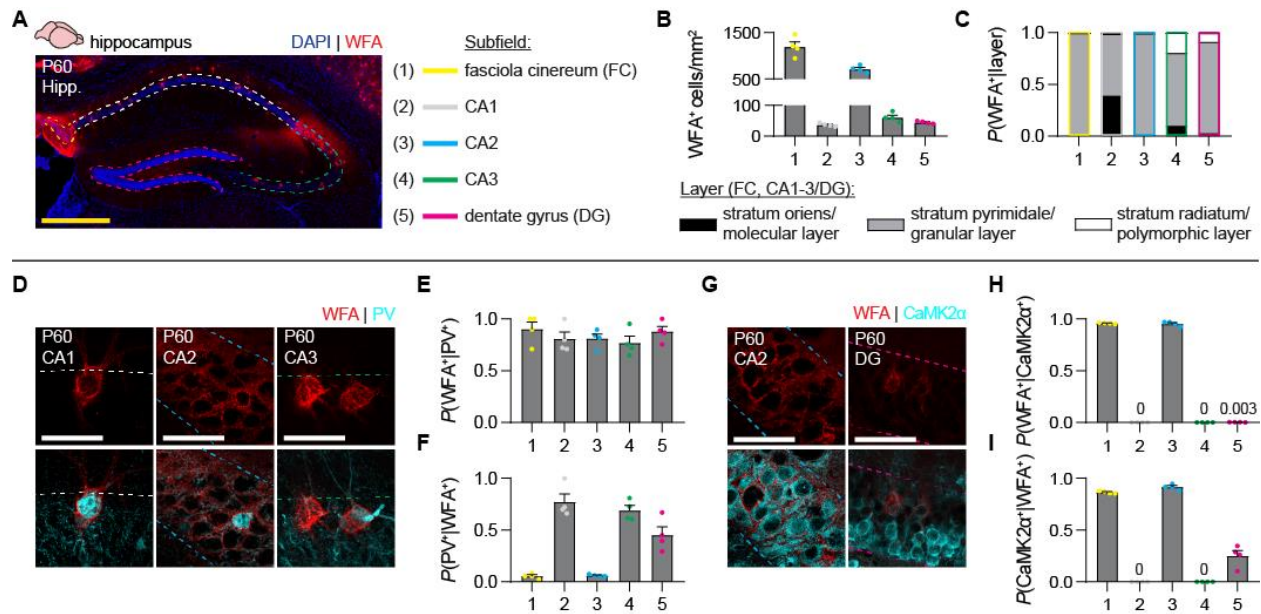 A
hippocampus
DAPI | WFA
P60
Hipp.
Subfield:
(1) fasciola cinereum (FC)
(2) CA1
(3) CA2
(4) CA3
(5) dentate gyrus (DG)
B
WFA⁺ cells/mm²
1500
500
100
0
1 2 3 4 5
C
P(WFA⁺|layer)
1.0
0.5
0.0
1 2 3 4 5
Layer (FC, CA1-3/DG):
stratum oriens/
molecular layer
stratum pyrimidale/
granular layer
stratum radiatum/
polymorphic layer
D
WFA | PV
P60
CA1
P60
CA2
P60
CA3
E
P(WFA⁺|PV⁺)
1.0
0.5
0.0
1 2 3 4 5
F
P(PV⁺|WFA⁺)
1.0
0.5
0.0
1 2 3 4 5
G
WFA | CaMK2α
P60
CA2
P60
DG
H
P(WFA⁺|CaMK2α⁺)
1.0
0.5
0.0
0 0 0.003
1 2 3 4 5
I
P(CaMK2α⁺|WFA⁺)
1.0
0.5
0.0
0 0
1 2 3 4 5